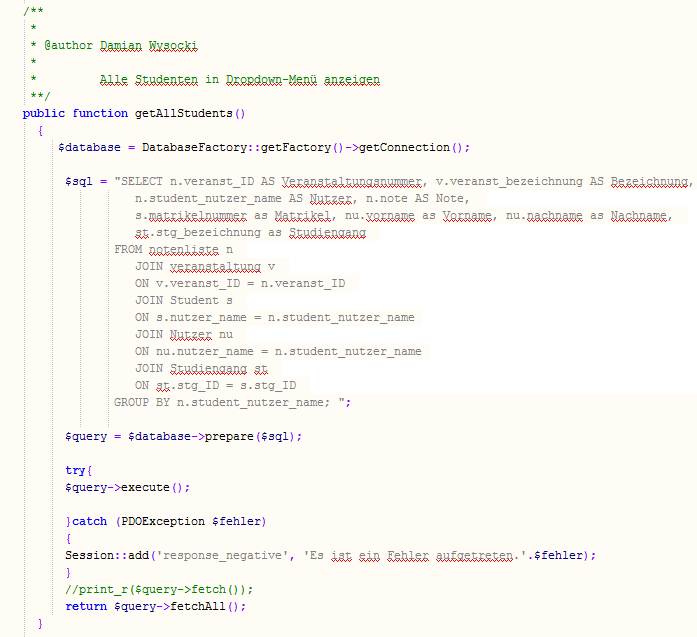 /**
*
* @author Damian Wysocki
*
* Alle Studenten in Dropdown-Menü anzeigen
**/
public function getAllStudents()
{
$database = DatabaseFactory::getFactory()->getConnection();
$sql = "SELECT n.veranst_ID AS Veranstaltungsnummer, v.veranst_bezeichnung AS Bezeichnung,
n.student_nutzer_name AS Nutzer, n.note AS Note,
s.matrikelnummer as Matrikel, nu.vorname as Vorname, nu.nachname as Nachname,
st.stg_bezeichnung as Studiengang
FROM notenliste n
JOIN veranstaltung v
ON v.veranst_ID = n.veranst_ID
JOIN Student s
ON s.nutzer_name = n.student_nutzer_name
JOIN Nutzer nu
ON nu.nutzer_name = n.student_nutzer_name
JOIN Studiengang st
ON st.stg_ID = s.stg_ID
GROUP BY n.student_nutzer_name; ";
$query = $database->prepare($sql);
try{
$query->execute();
}catch (PDOException $fehler)
{
Session::add('response_negative', 'Es ist ein Fehler aufgetreten.'.$fehler);
}
//print_r($query->fetch());
return $query->fetchAll();
}